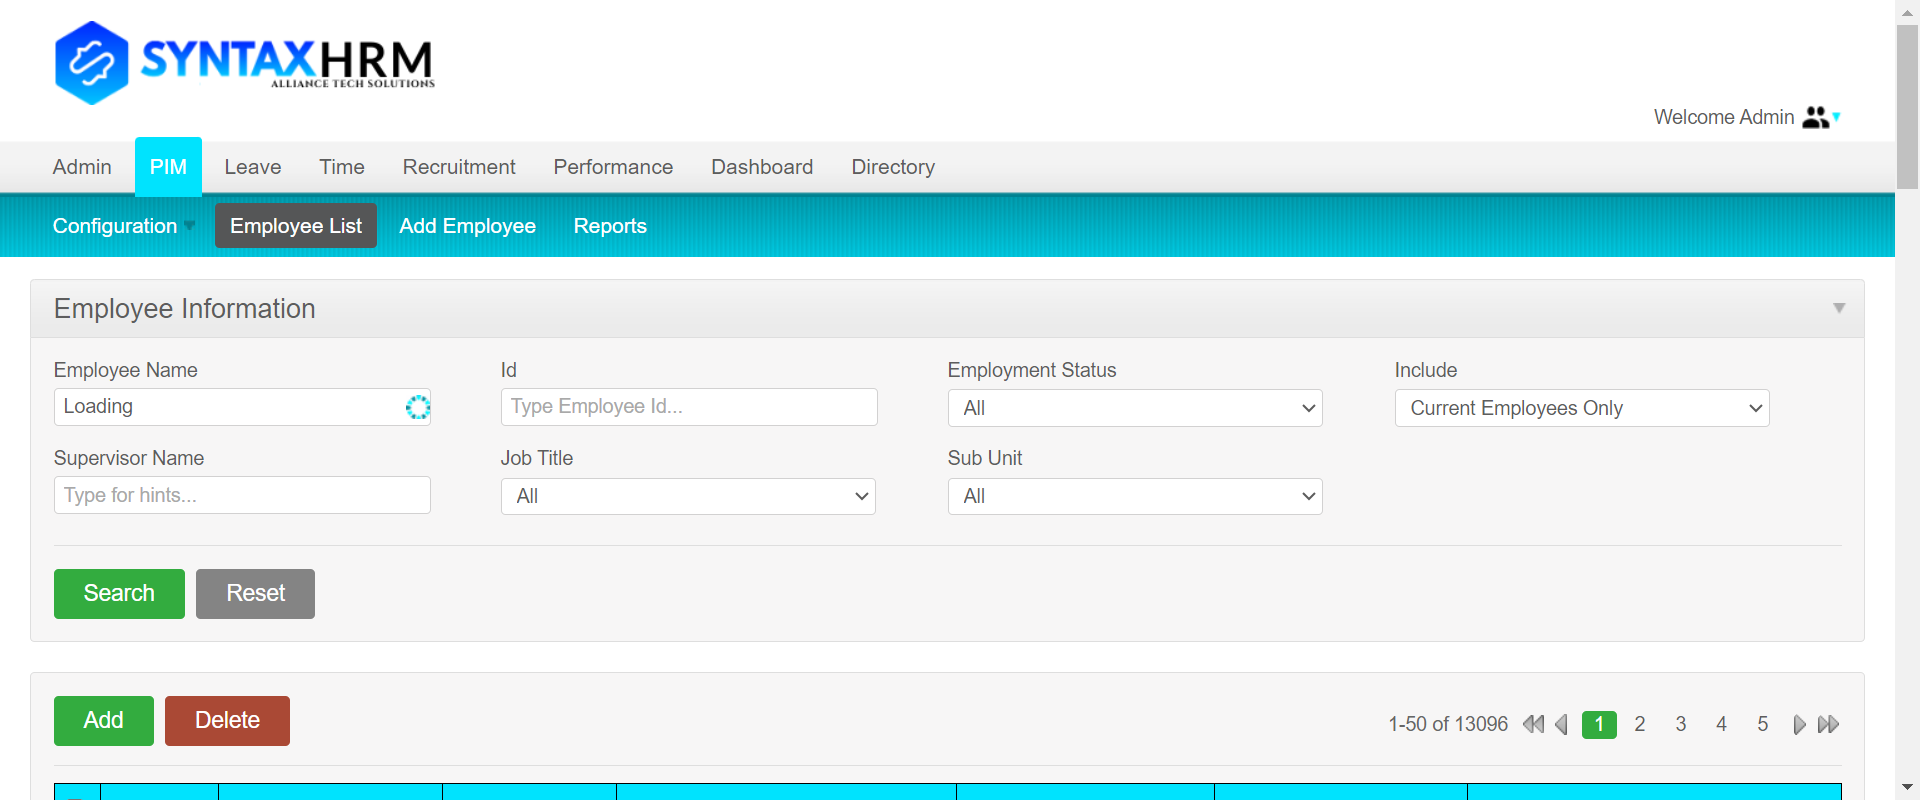 SYNTAXHRM
ALLIANCE TECH SOLUTIONS
Welcome Admin
Admin PIM Leave Time Recruitment Performance Dashboard Directory
Configuration Employee List Add Employee Reports
Employee Information
Employee Name Id Employment Status Include
Loading Type Employee Id... All Current Employees Only
Supervisor Name Job Title Sub Unit
Type for hints... All All
Search Reset
Add Delete 1-50 of 13096 1 2 3 4 5